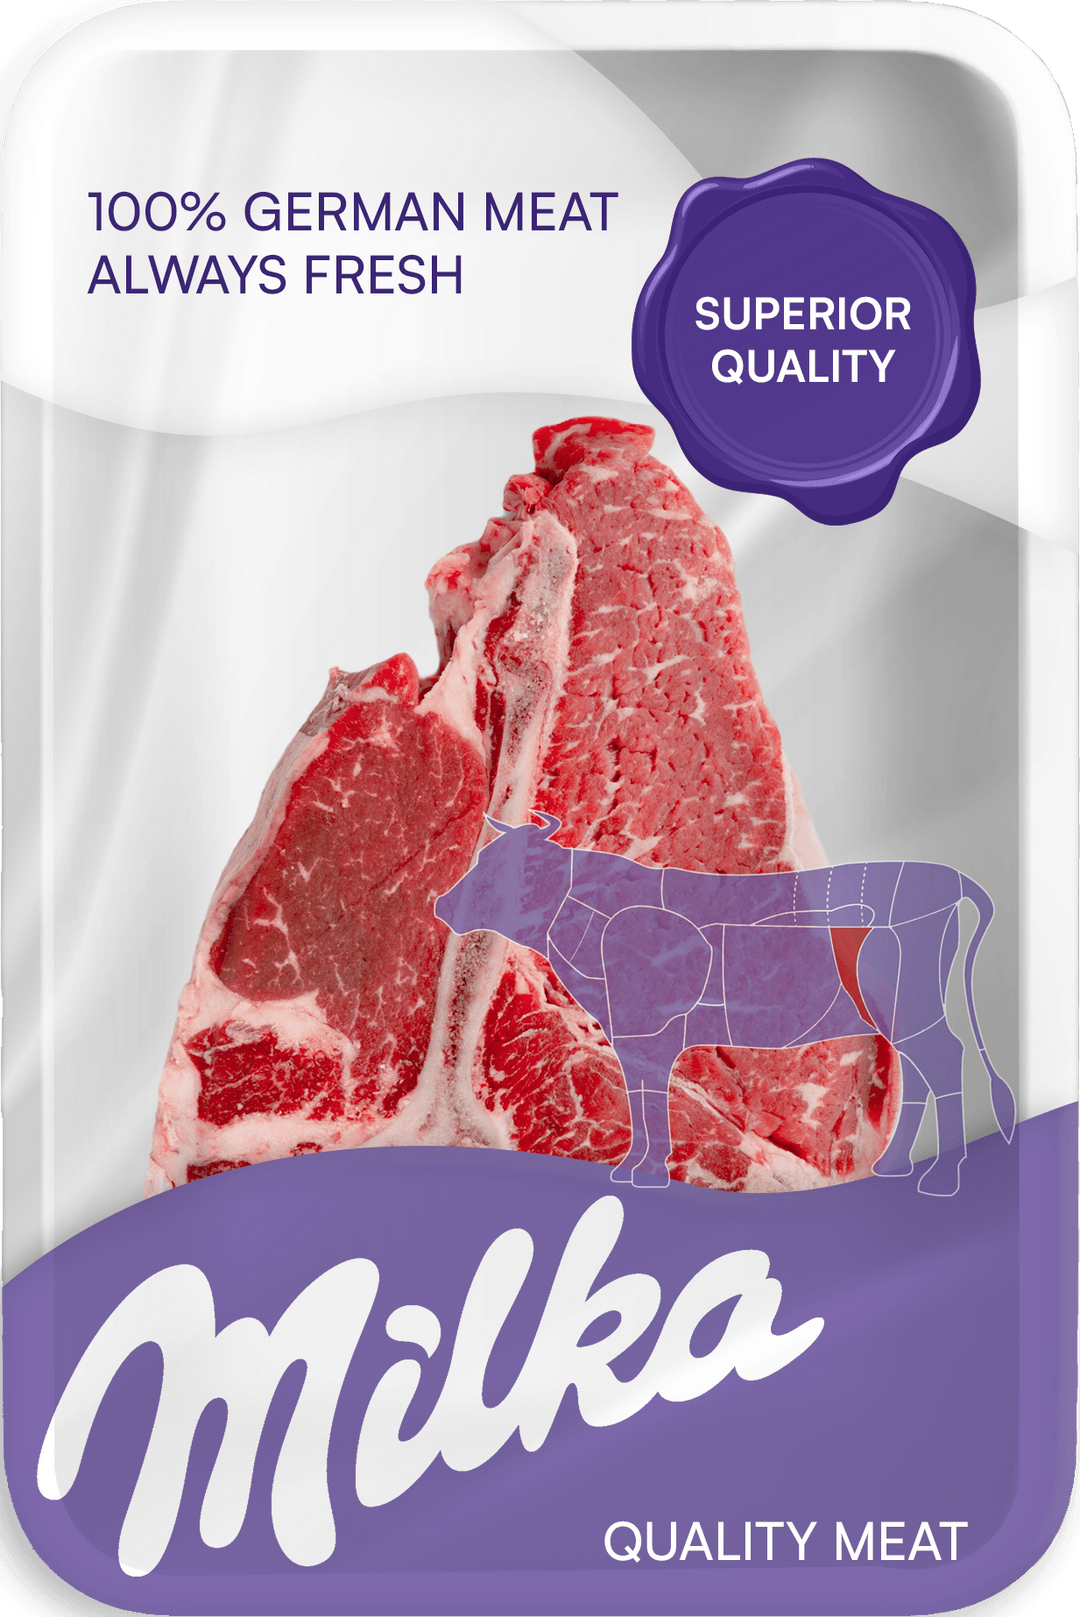 100% GERMAN MEAT
ALWAYS FRESH
SUPERIOR
QUALITY
Milka
QUALITY MEAT